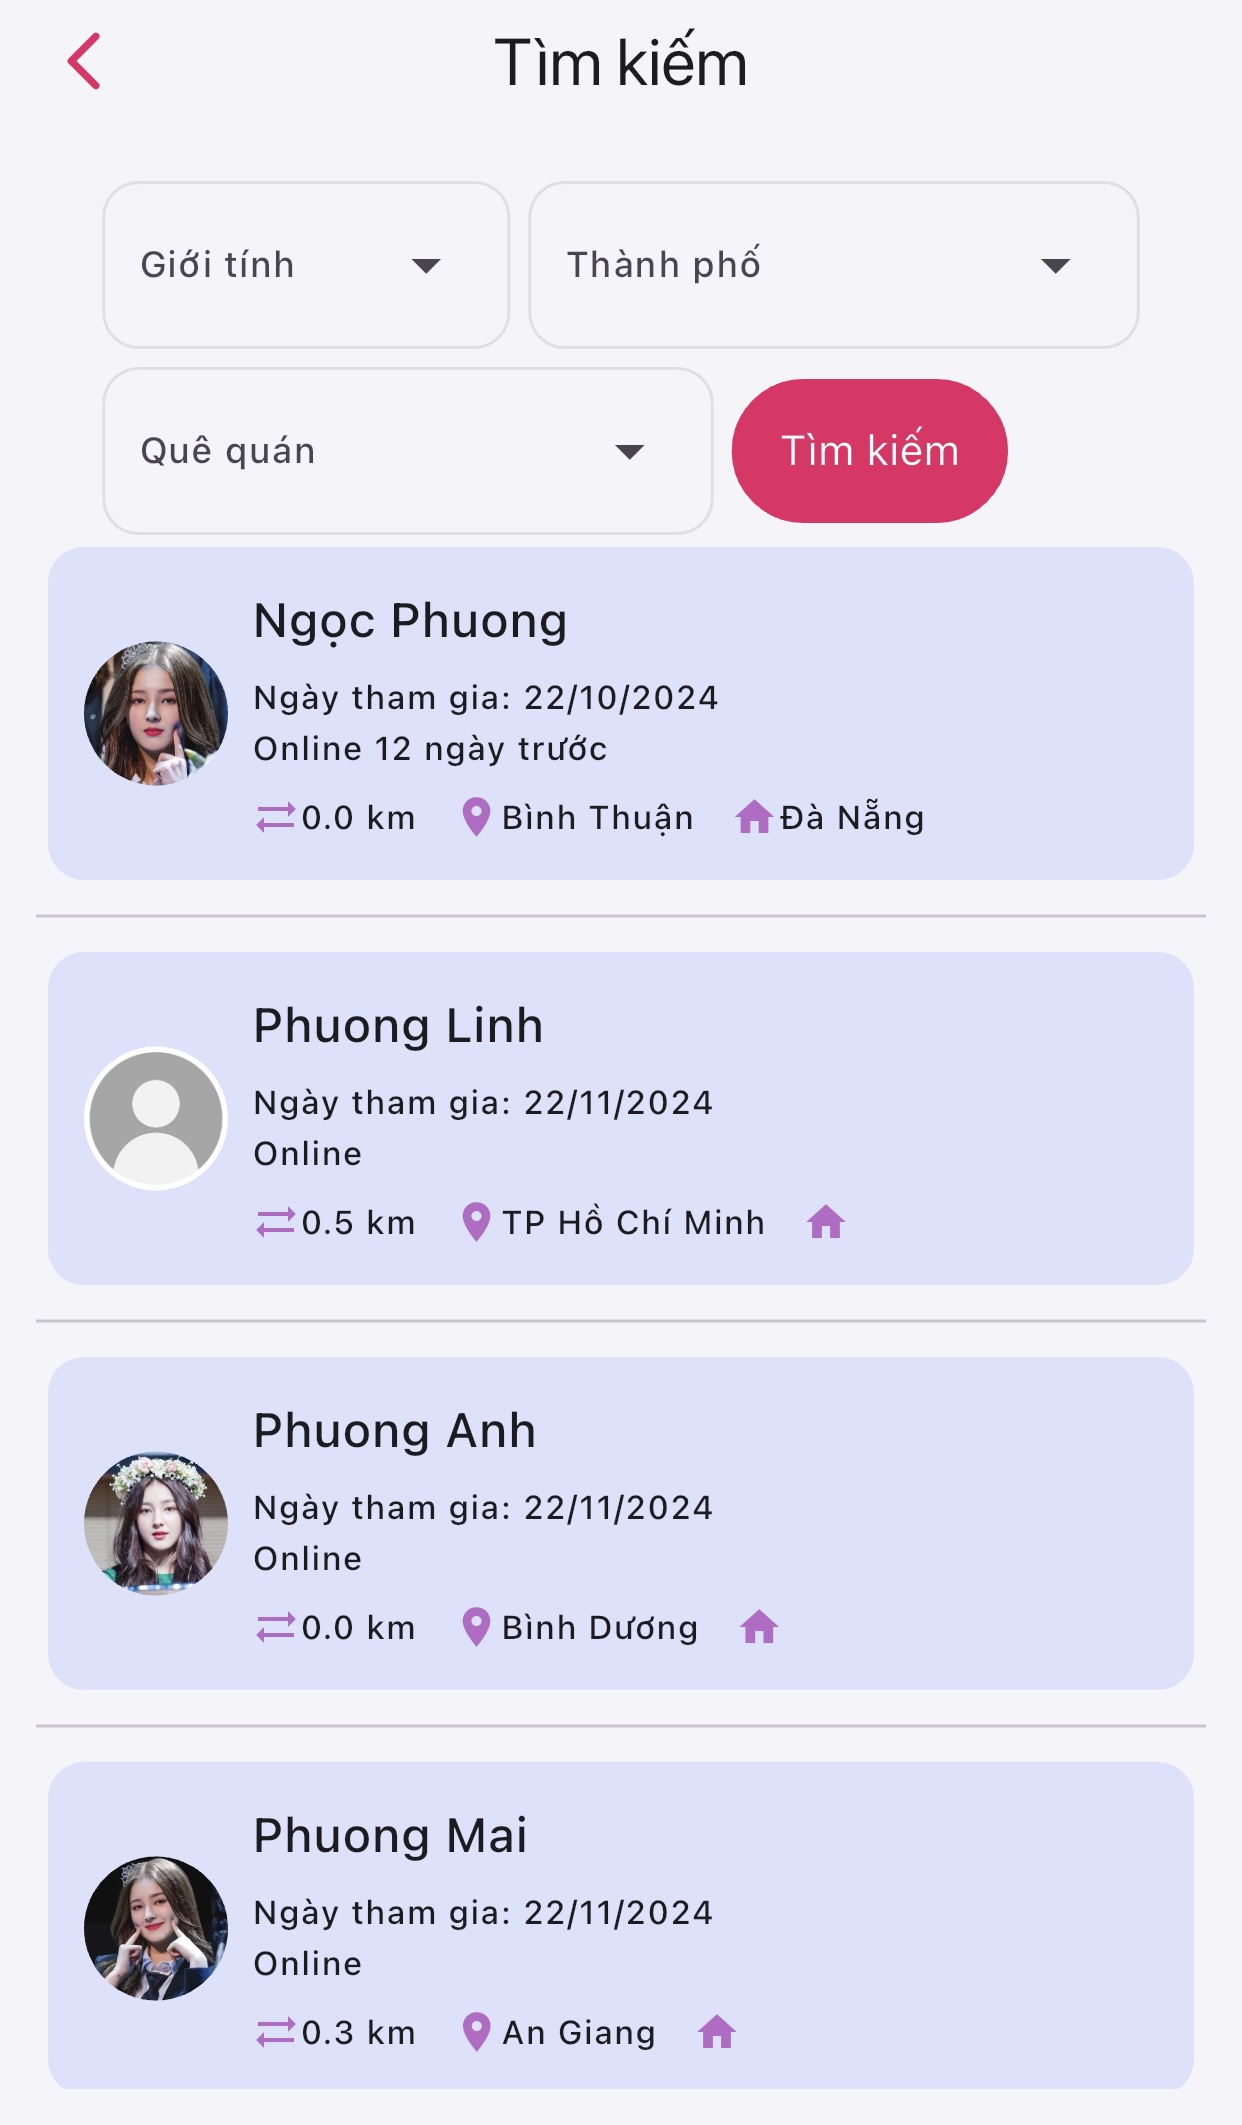 Tìm kiếm
Giới tính
Thành phố
Quê quán
Tìm kiếm
Ngọc Phuong
Ngày tham gia: 22/10/2024
Online 12 ngày trước
0.0 km Bình Thuận Đà Nẵng
Phuong Linh
Ngày tham gia: 22/11/2024
Online
0.5 km TP Hồ Chí Minh
Phuong Anh
Ngày tham gia: 22/11/2024
Online
0.0 km Bình Dương
Phuong Mai
Ngày tham gia: 22/11/2024
Online
0.3 km An Giang